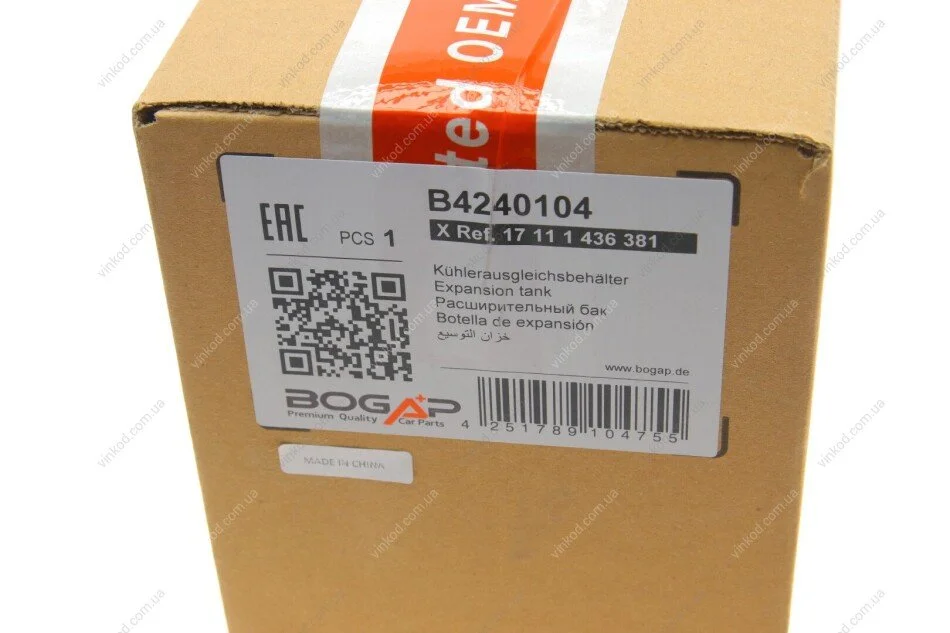 ted OEM
B4240104
X Ref. 17 11 1 436 381
EAC
PCS 1
Kühlerausgleichsbehälter
Expansion tank
Расширительный бак
Botella de expansión
خزان التوسيع
www.bogap.de
BOGAP
Premium Quality Car Parts
4 251789 104755
MADE IN CHINA
vinkod.com.ua